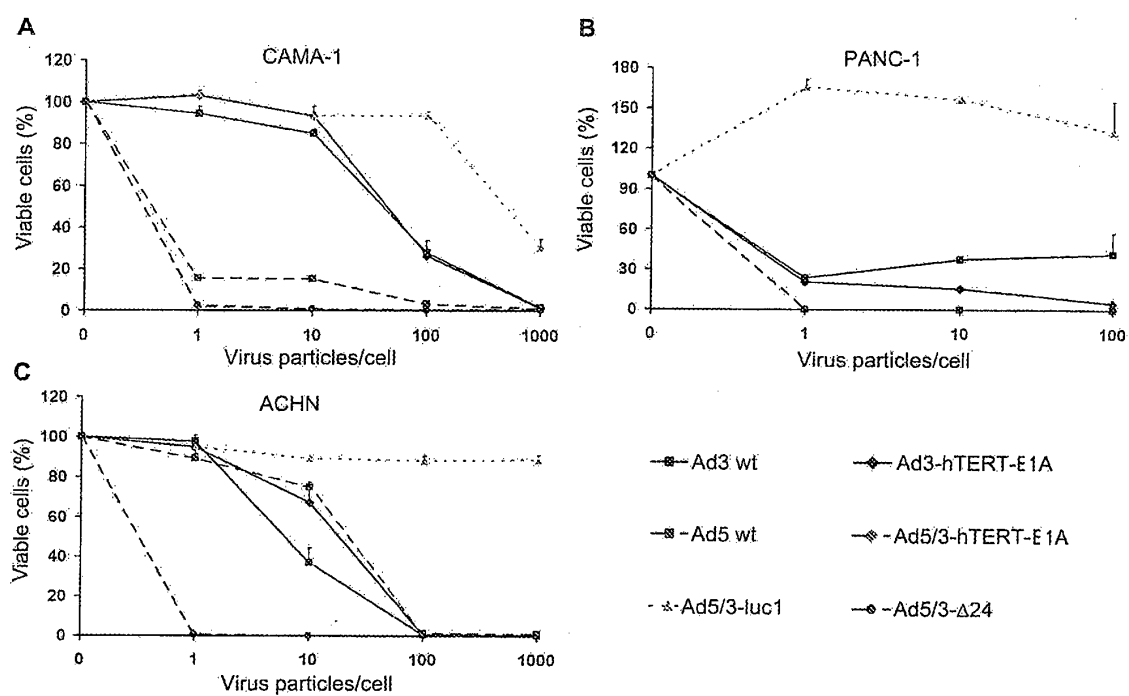 A
CAMA-1
120
100
80
60
40
20
0
Viable cells (%)
0 1 10 100 1000
Virus particles/cell
B
PANC-1
180
150
120
90
60
30
0
Viable cells (%)
0 1 10 100
Virus particles/cell
C
ACHN
120
100
80
60
40
20
0
Viable cells (%)
0 1 10 100 1000
Virus particles/cell
Ad3 wt
Ad3-hTERT-E1A
Ad5 wt
Ad5/3-hTERT-E1A
Ad5/3-luc1
Ad5/3-Δ24